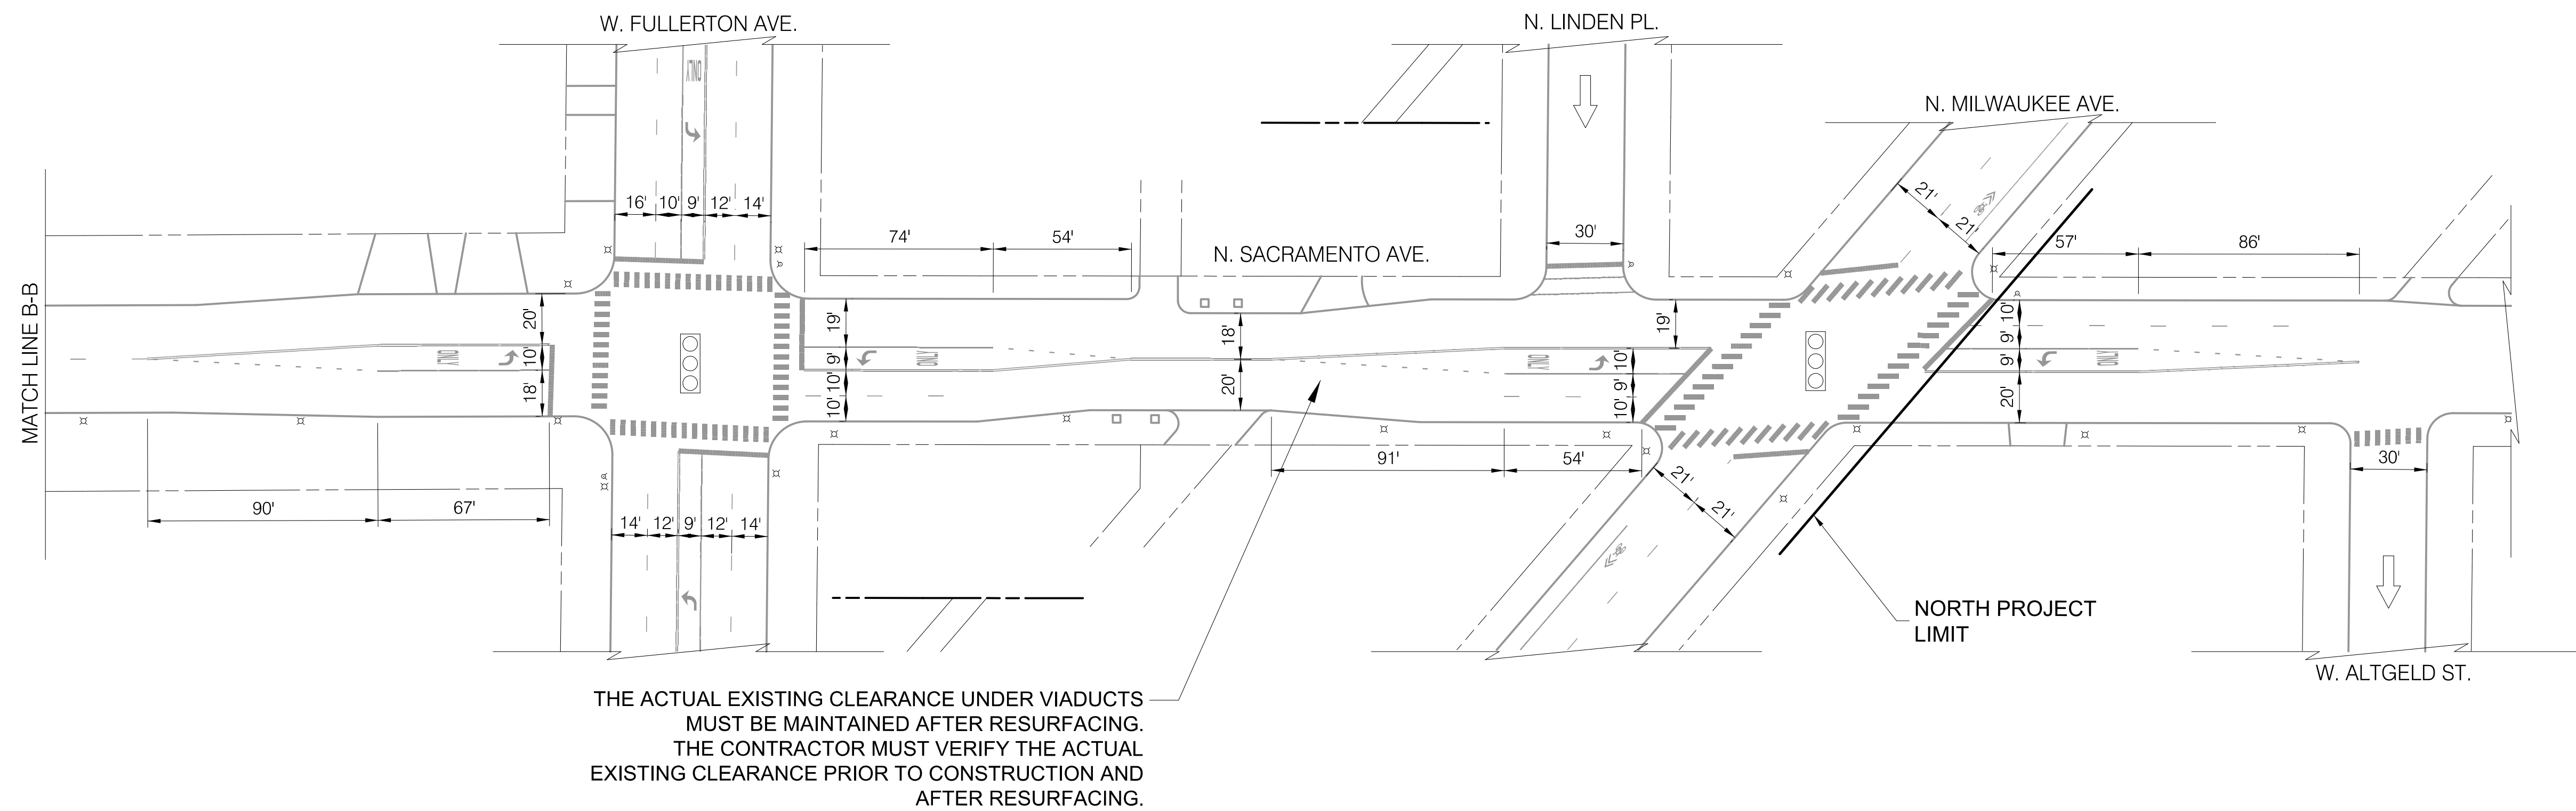 W. FULLERTON AVE.
N. LINDEN PL.
N. MILWAUKEE AVE.
ONLY
16' 10' 9' 12' 14'
21'
21'
74' 54'
N. SACRAMENTO AVE.
30'
57' 86'
MATCH LINE B-B
20'
10'
18'
ONLY
19'
9'
10'
10'
ONLY
18'
20'
19'
10'
9'
10'
ONLY
10'
9'
9'
20'
ONLY
90' 67'
91' 54'
21'
21'
30'
14' 12' 9' 12' 14'
NORTH PROJECT
LIMIT
W. ALTGELD ST.
THE ACTUAL EXISTING CLEARANCE UNDER VIADUCTS
MUST BE MAINTAINED AFTER RESURFACING.
THE CONTRACTOR MUST VERIFY THE ACTUAL
EXISTING CLEARANCE PRIOR TO CONSTRUCTION AND
AFTER RESURFACING.